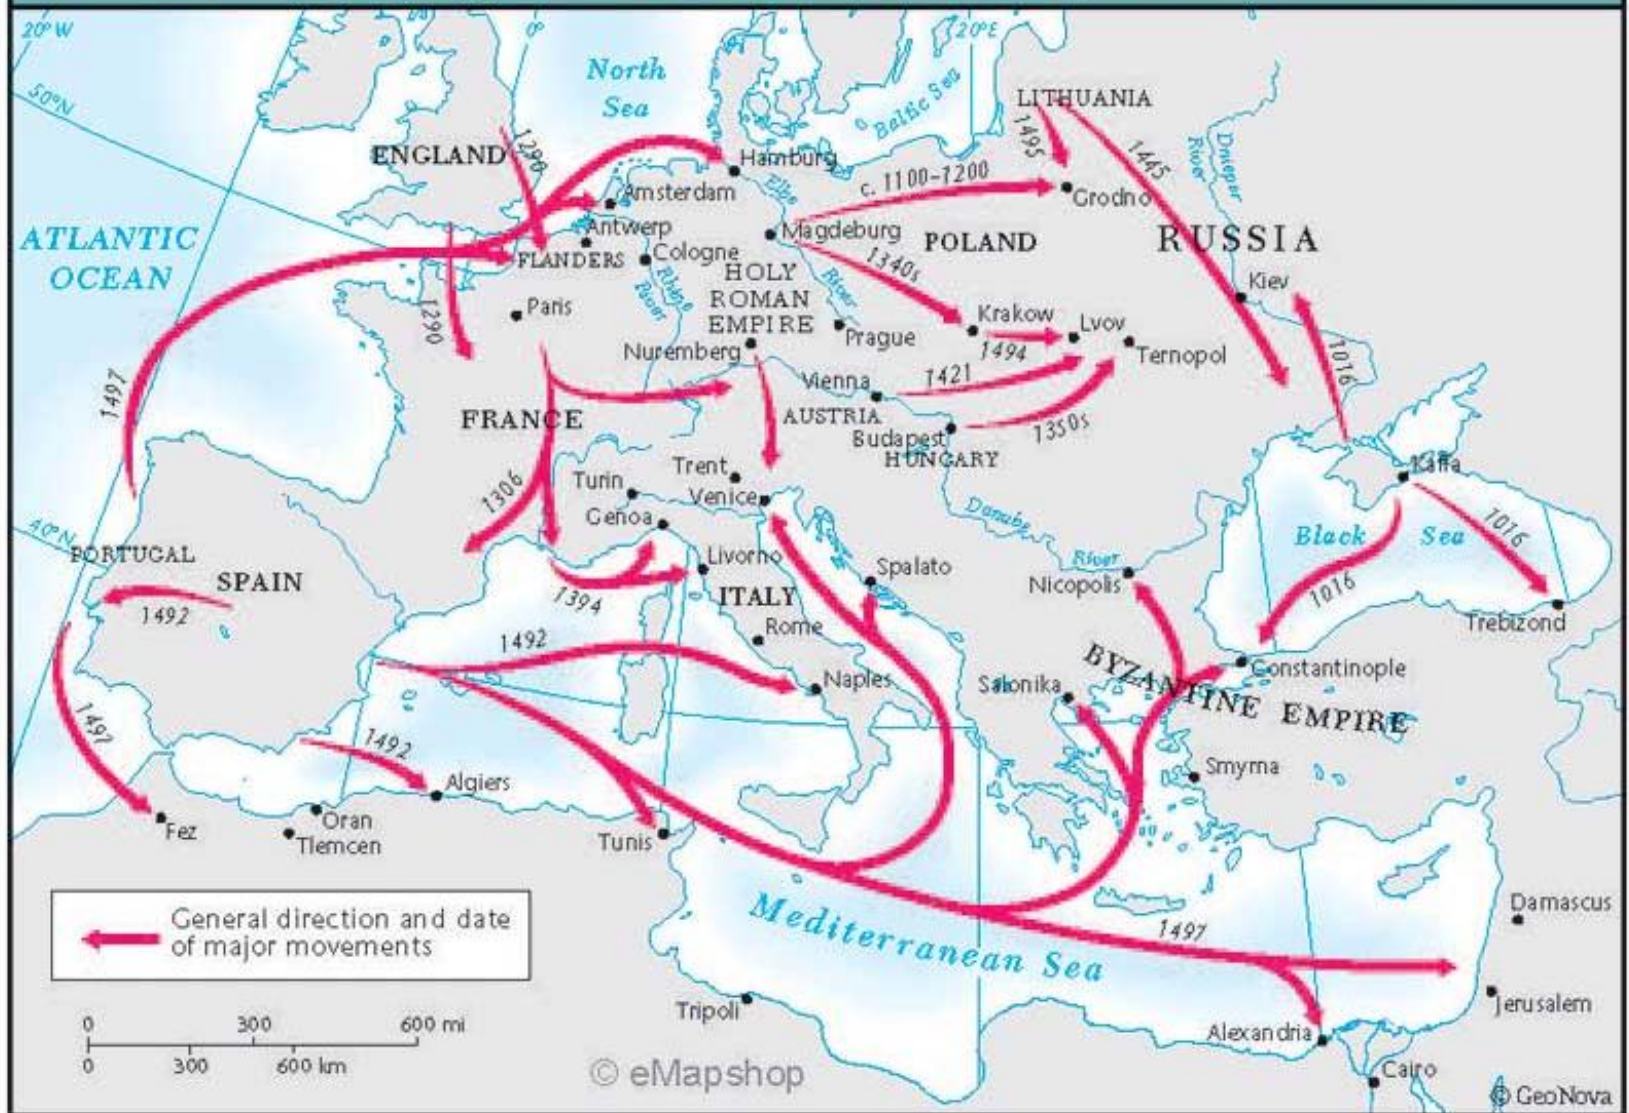 20°W
0°
20°E
50°N
North
Sea
Baltic Sea
LITHUANIA
1495
1445
Dnieper
River
ENGLAND
1290
Hamburg
Elbe
c. 1100–1200
Grodno
Amsterdam
Antwerp
Magdeburg
POLAND
RUSSIA
ATLANTIC
OCEAN
FLANDERS
Cologne
HOLY
ROMAN
EMPIRE
1340s
River
Rhine
River
Kiev
1290
Paris
Prague
Krakow
1494
Lvov
Ternopol
1016
Nuremberg
Vienna
1421
1497
FRANCE
AUSTRIA
Budapest
HUNGARY
1350s
1306
Trent
Turin
Venice
Genoa
Kaffa
Danube
River
Black
Sea
1016
40°N
PORTUGAL
SPAIN
1492
Livorno
1394
ITALY
Spalato
Nicopolis
1016
Trebizond
Rome
1492
Naples
BYZANTINE EMPIRE
Constantinople
Salonika
1497
1492
Algiers
Smyrna
Fez
Oran
Tlemcen
Tunis
General direction and date
of major movements
Mediterranean Sea
1497
Damascus
Tripoli
Jerusalem
Alexandria
Cairo
0 300 600 mi
0 300 600 km
© eMapshop
© GeoNova